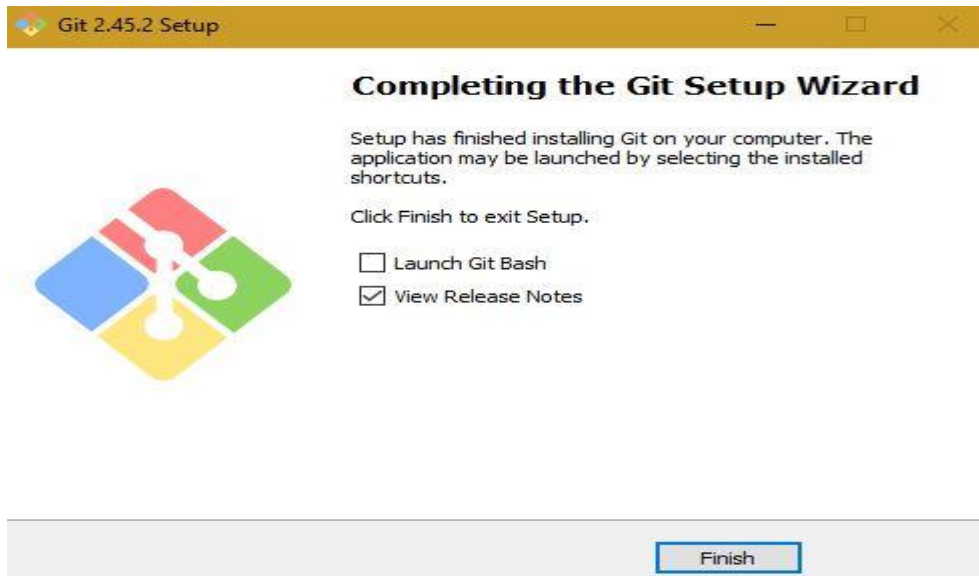 Git 2.45.2 Setup
Completing the Git Setup Wizard
Setup has finished installing Git on your computer. The
application may be launched by selecting the installed
shortcuts.
Click Finish to exit Setup.
Launch Git Bash
View Release Notes
Finish